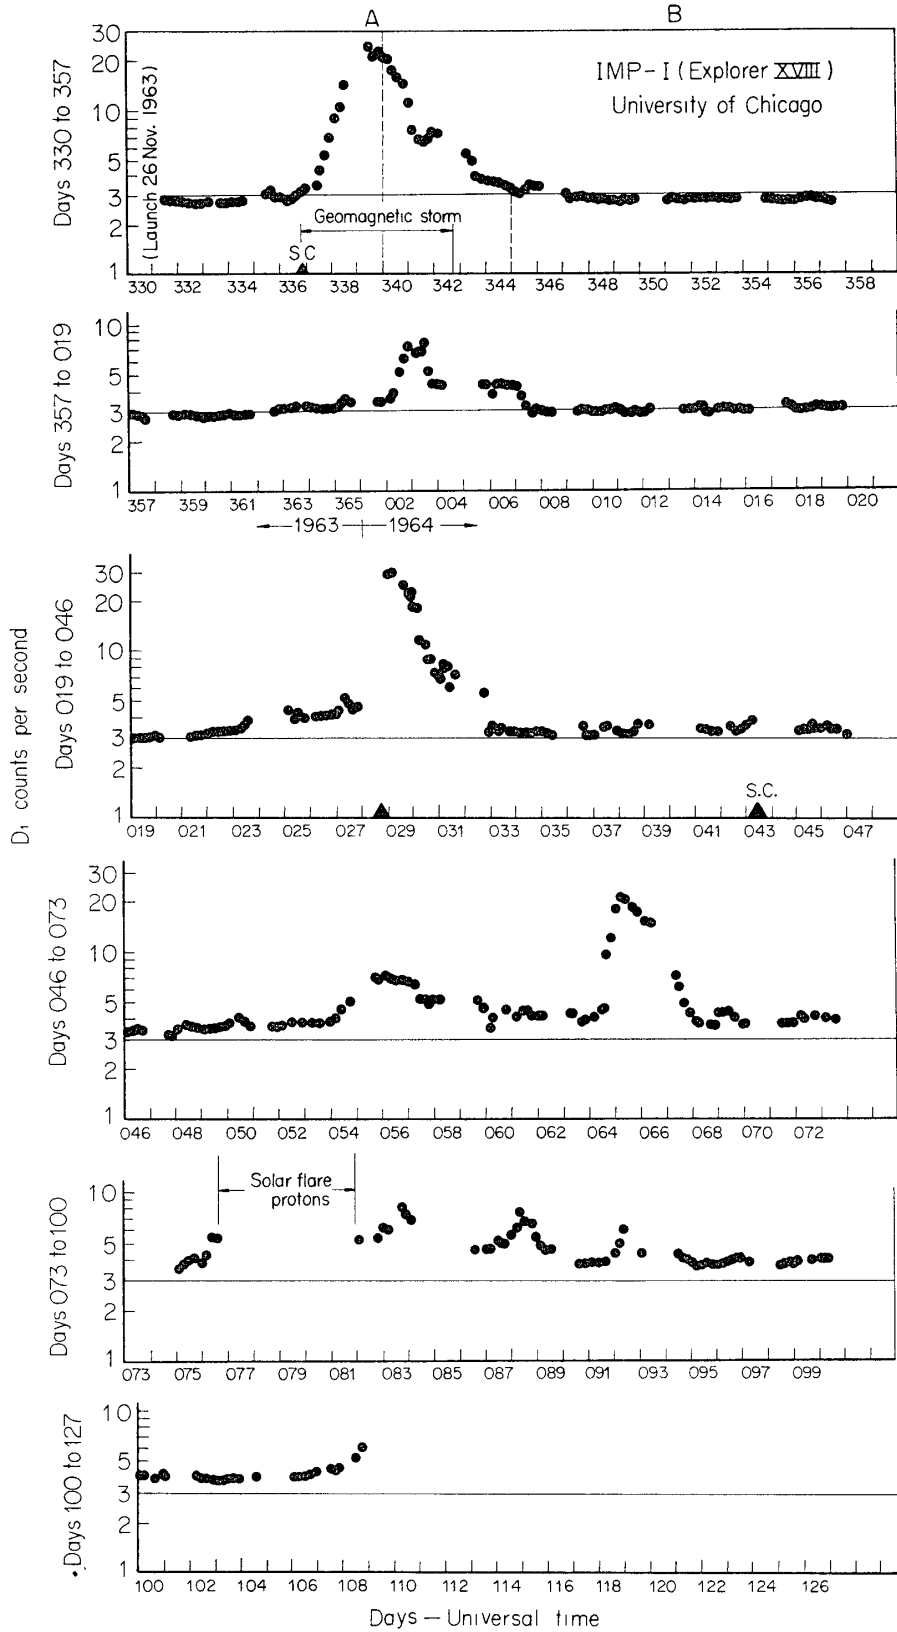 A B
30
20
10
5
3
2
1
Days 330 to 357
(Launch 26 Nov. 1963)
IMP-I (Explorer XVIII)
University of Chicago
Geomagnetic storm
S C
330 332 334 336 338 340 342 344 346 348 350 352 354 356 358
10
5
3
2
1
Days 357 to 019
357 359 361 363 365 002 004 006 008 010 012 014 016 018 020
1963 1964
30
20
10
5
3
2
1
D₁ counts per second
Days 019 to 046
S.C.
019 021 023 025 027 029 031 033 035 037 039 041 043 045 047
30
20
10
5
3
2
1
Days 046 to 073
046 048 050 052 054 056 058 060 062 064 066 068 070 072
10
5
3
2
1
Days 073 to 100
Solar flare
protons
073 075 077 079 081 083 085 087 089 091 093 095 097 099
10
5
3
2
1
Days 100 to 127
100 102 104 106 108 110 112 114 116 118 120 122 124 126
Days — Universal time